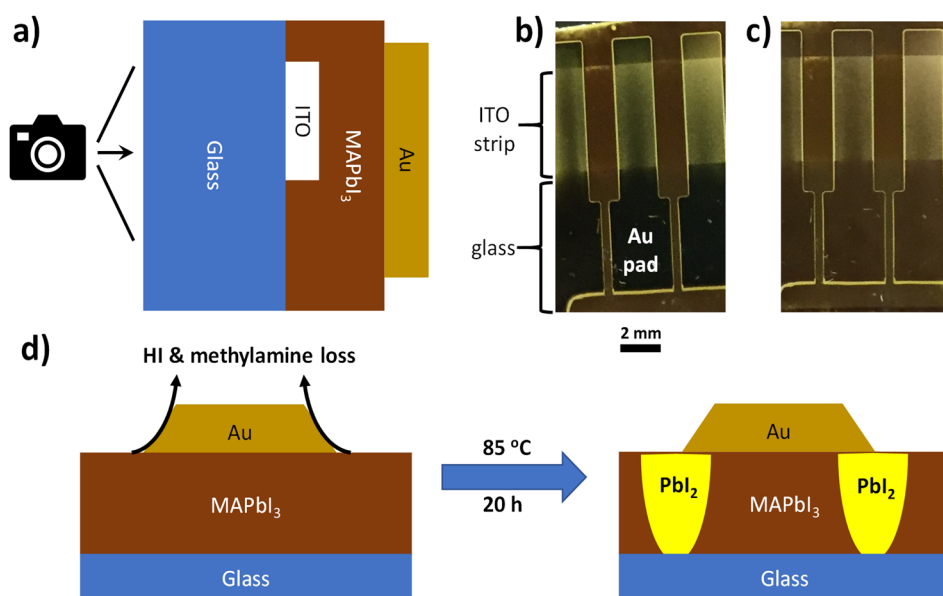 a)
Glass
ITO
MAPbI3
Au
b)
c)
ITO
strip
glass
Au
pad
2 mm
d)
HI & methylamine loss
Au
MAPbI3
Glass
85 °C
20 h
Au
PbI2
PbI2
MAPbI3
Glass